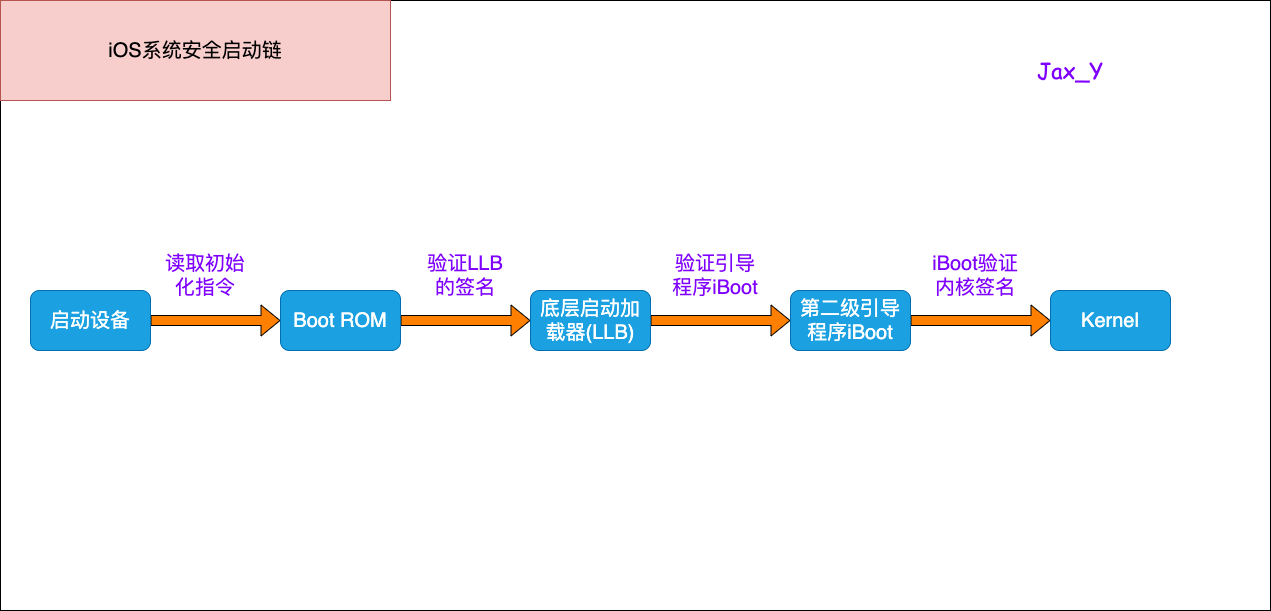 iOS系统安全启动链
Jax_Y
读取初始
化指令
验证LLB
的签名
验证引导
程序iBoot
iBoot验证
内核签名
启动设备
Boot ROM
底层启动加
载器(LLB)
第二级引导
程序iBoot
Kernel